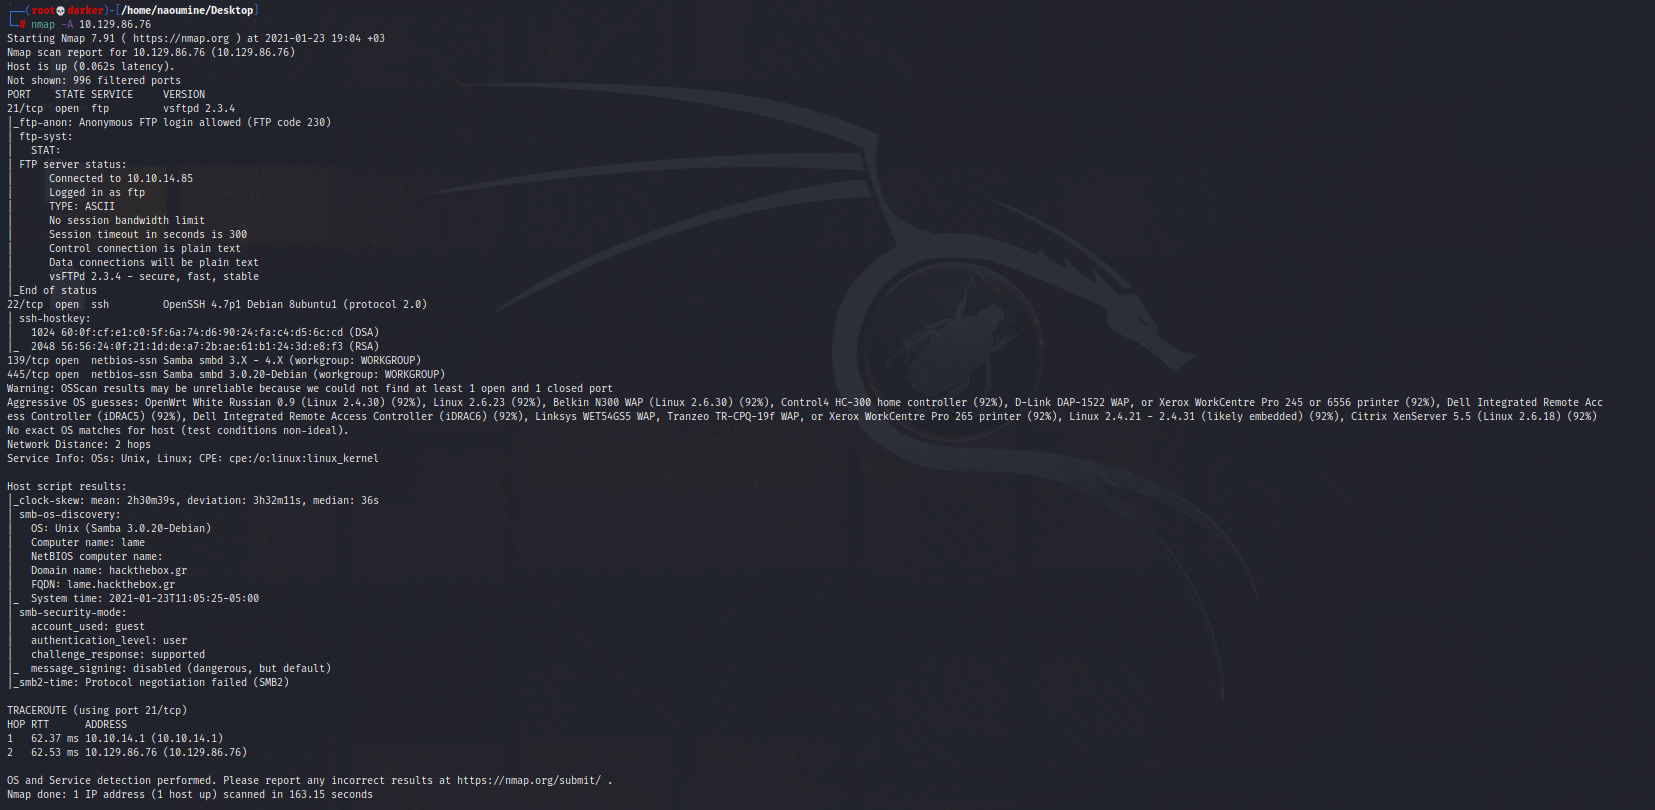 ┌──(root💀darker)-[/home/naoumine/Desktop]
└─# nmap -A 10.129.86.76
Starting Nmap 7.91 ( https://nmap.org ) at 2021-01-23 19:04 +03
Nmap scan report for 10.129.86.76 (10.129.86.76)
Host is up (0.062s latency).
Not shown: 996 filtered ports
PORT    STATE SERVICE     VERSION
21/tcp  open  ftp         vsftpd 2.3.4
|_ftp-anon: Anonymous FTP login allowed (FTP code 230)
| ftp-syst:
|   STAT:
| FTP server status:
|      Connected to 10.10.14.85
|      Logged in as ftp
|      TYPE: ASCII
|      No session bandwidth limit
|      Session timeout in seconds is 300
|      Control connection is plain text
|      Data connections will be plain text
|      vsFTPd 2.3.4 - secure, fast, stable
|_End of status
22/tcp  open  ssh         OpenSSH 4.7p1 Debian 8ubuntu1 (protocol 2.0)
| ssh-hostkey:
|   1024 60:0f:cf:e1:c0:5f:6a:74:d6:90:24:fa:c4:d5:6c:cd (DSA)
|_  2048 56:56:24:0f:21:1d:de:a7:2b:ae:61:b1:24:3d:e8:f3 (RSA)
139/tcp open  netbios-ssn Samba smbd 3.X - 4.X (workgroup: WORKGROUP)
445/tcp open  netbios-ssn Samba smbd 3.0.20-Debian (workgroup: WORKGROUP)
Warning: OSScan results may be unreliable because we could not find at least 1 open and 1 closed port
Aggressive OS guesses: OpenWrt White Russian 0.9 (Linux 2.4.30) (92%), Linux 2.6.23 (92%), Belkin N300 WAP (Linux 2.6.30) (92%), Control4 HC-300 home controller (92%), D-Link DAP-1522 WAP, or Xerox WorkCentre Pro 245 or 6556 printer (92%), Dell Integrated Remote Acc
ess Controller (iDRAC5) (92%), Dell Integrated Remote Access Controller (iDRAC6) (92%), Linksys WET54GS5 WAP, Tranzeo TR-CPQ-19f WAP, or Xerox WorkCentre Pro 265 printer (92%), Linux 2.4.21 - 2.4.31 (likely embedded) (92%), Citrix XenServer 5.5 (Linux 2.6.18) (92%)
No exact OS matches for host (test conditions non-ideal).
Network Distance: 2 hops
Service Info: OSs: Unix, Linux; CPE: cpe:/o:linux:linux_kernel

Host script results:
|_clock-skew: mean: 2h30m39s, deviation: 3h32m11s, median: 36s
| smb-os-discovery:
|   OS: Unix (Samba 3.0.20-Debian)
|   Computer name: lame
|   NetBIOS computer name:
|   Domain name: hackthebox.gr
|   FQDN: lame.hackthebox.gr
|_  System time: 2021-01-23T11:05:25-05:00
| smb-security-mode:
|   account_used: guest
|   authentication_level: user
|   challenge_response: supported
|_  message_signing: disabled (dangerous, but default)
|_smb2-time: Protocol negotiation failed (SMB2)

TRACEROUTE (using port 21/tcp)
HOP RTT      ADDRESS
1   62.37 ms 10.10.14.1 (10.10.14.1)
2   62.53 ms 10.129.86.76 (10.129.86.76)

OS and Service detection performed. Please report any incorrect results at https://nmap.org/submit/ .
Nmap done: 1 IP address (1 host up) scanned in 163.15 seconds